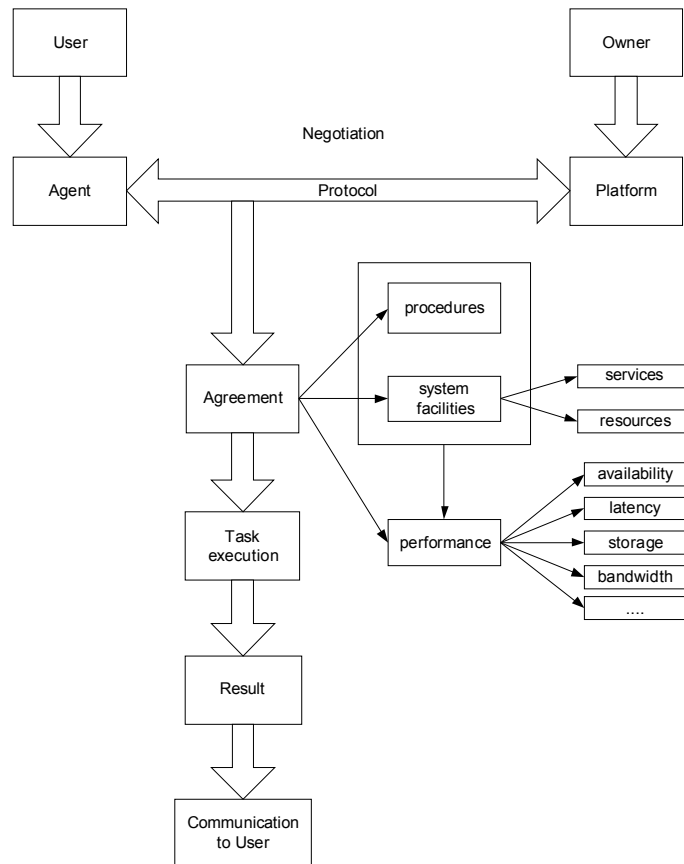 User
Owner
Negotiation
Agent
Protocol
Platform
procedures
Agreement
system
facilities
services
resources
availability
latency
Task
execution
performance
storage
bandwidth
....
Result
Communication
to User